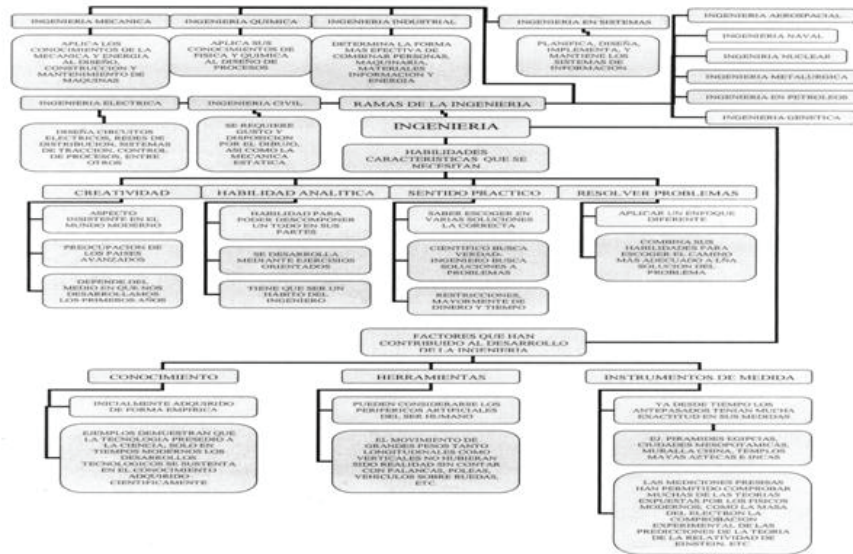 INGENIERIA MECANICA
INGENIERIA QUIMICA
INGENIERIA INDUSTRIAL
INGENIERIA EN SISTEMAS
INGENIERIA AEROSPACIAL
INGENIERIA NAVAL
INGENIRIA NUCLEAR
INGENIERIA METALURGICA
INGENIERIA EN PETROLEOS
INGENIERIA GENETICA
APLICA LOS
CONOCIMIENTOS DE LA
MECANICA Y ENERGIA
AL DISEÑO,
CONSTRUCCION Y
MANTENIMIENTO DE
MAQUINAS
APLICA SUS
CONOCIMIENTOS DE
FISICA Y QUIMICA
AL DISEÑO DE
PROCESOS
DETERMINA LA FORMA
MAS EFECTIVA DE
COMBINAR PERSONAS,
MAQUINARIA,
MATERIALES
INFORMACION Y
ENERGIA
PLANIFICA, DISEÑA,
IMPLEMENTA, Y
MANTIENE LOS
SISTEMAS DE
INFORMACION
INGENIERIA ELECTRICA
INGENIERIA CIVIL
RAMAS DE LA INGENIERIA
DISEÑA CIRCUITOS
ELECTRICOS, REDES DE
DISTRIBUCION, SISTEMAS
DE TRACCION, CONTROL
DE PROCESOS, ENTRE
OTROS
SE REQUIERE
GUSTO Y
DISPOSICION
POR EL DIBUJO,
ASI COMO LA
MECANICA
ESTATICA
INGENIERIA
HABILIDADES
CARACTERISTICAS QUE SE
NECESITAN
CREATIVIDAD
HABILIDAD ANALITICA
SENTIDO PRACTICO
RESOLVER PROBLEMAS
ASPECTO
INSISTENTE EN EL
MUNDO MODERNO
PREOCUPACION DE
LOS PAISES
AVANZADOS
DEPENDE DEL
MEDIO EN QUE NOS
DESARROLLAMOS
LOS PRIMEROS AÑOS
HABILIDAD PARA
PODER DESCOMPONER
UN TODO EN SUS
PARTES
SE DESARROLLA
MEDIANTE EJERCISIOS
ORIENTADOS
TIENE QUE SER UN
HABITO DEL
INGENIERO
SABER ESCOGER EN
VARIAS SOLUCIONES LA
CORRECTA
CIENTIFICO BUSCA
VERDAD-
INGENIERO BUSCA
SOLUCIONES A
PROBLEMAS
RESTRICCIONES,
MAYORMENTE DE
DINERO Y TIEMPO
APLICAR UN ENFOQUE
DIFERENTE
COMBINA SUS
HABILIDADES PARA
ESCOGER EL CAMINO
MAS ADECUADO A UNA
SOLUCION DEL
PROBLEMA
FACTORES QUE HAN
CONTRIBUIDO AL DESARROLLO
DE LA INGENIERIA
CONOCIMIENTO
HERRAMIENTAS
INSTRUMENTOS DE MEDIDA
INICIALMENTE ADQUIRIDO
DE FORMA EMPIRICA
EJEMPLOS DEMUESTRAN QUE
LA TECNOLOGIA PRESEDIO A
LA CIENCIA, SOLO EN
TIEMPOS MODERNOS LOS
DESARROLLOS
TECNOLOGICOS SE SUSTENTA
EN EL CONOCIMIENTO
ADQUIRIDO
CIENTIFICAMENTE
PUEDEN CONSIDERARSE LOS
PERIFERICOS ARTIFICIALES
DEL SER HUMANO
EL MOVIMIENTO DE
GRANDES PESOS TANTO
LONGITUDINALES COMO
VERTICALES NO HUBIERAN
SIDO REALIDAD SIN CONTAR
CON PALANCAS, POLEAS,
VEHICULOS SOBRE RUEDAS,
ETC
YA DESDE TIEMPO LOS
ANTEPASADOS TENIAN MUCHA
EXACTITUD EN SUS MEDIDAS
EJ. PIRAMIDES EGIPCIAS,
CIUDADES MESOPOTAMICAS,
MURALLA CHINA, TEMPLOS
MAYAS AZTECAS E INCAS
LAS MEDICIONES PRESISAS
HAN PERMITIDO COMPROBAR
MUCHAS DE LAS TEORIAS
EXPUESTAS POR LOS FISICOS
MODERNOS, COMO LA MASA
DEL ELECTRON LA
COMPROBACION
EXPERIMENTAL DE LAS
PREDICCIONES DE LA TEORIA
DE LA RELATIVIDAD DE
EINSTEIN, ETC